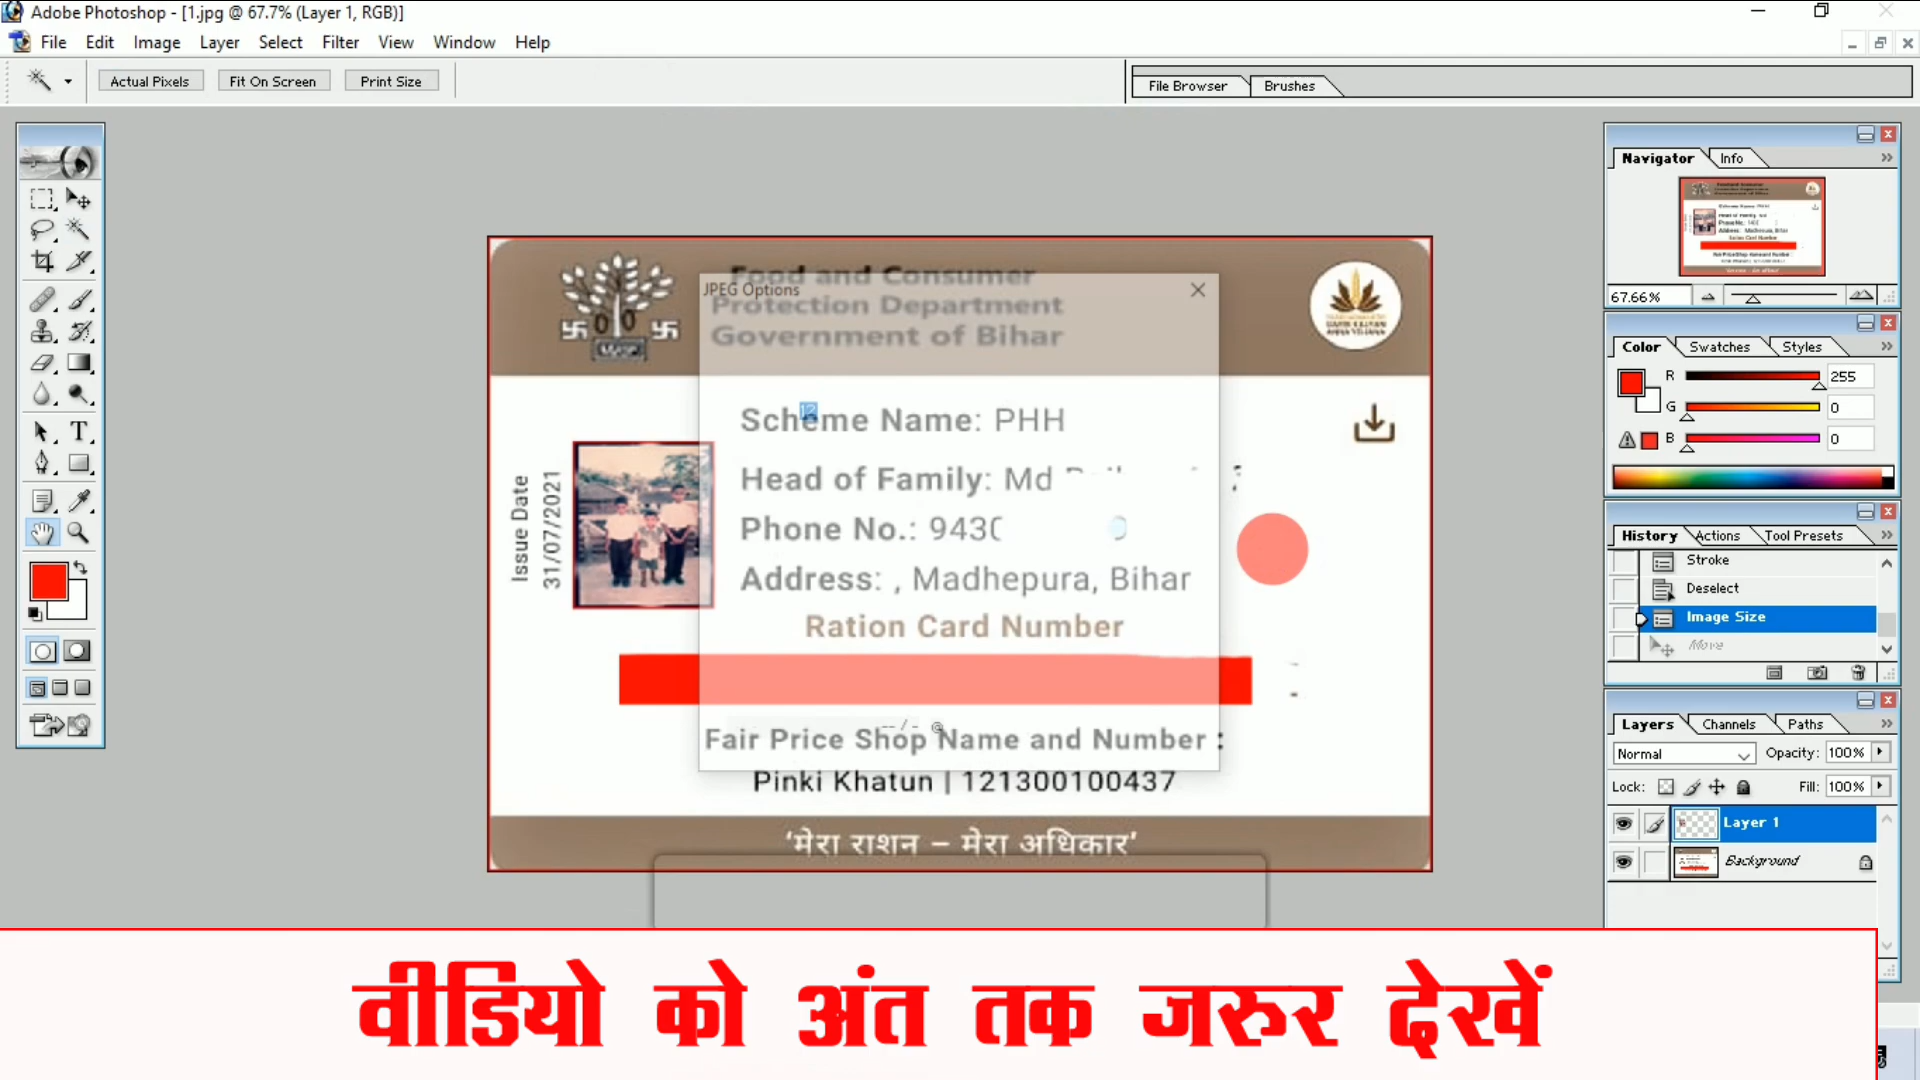 Adobe Photoshop - [1.jpg @ 67.7% (Layer 1, RGB)]
File Edit Image Layer Select Filter View Window Help
Actual Pixels Fit On Screen Print Size
File Browser Brushes
Navigator Info
67.66%
Color Swatches Styles
R 255
G 0
B 0
History Actions Tool Presets
Stroke
Deselect
Image Size
Move
Layers Channels Paths
Normal Opacity: 100%
Lock: Fill: 100%
Layer 1
Background
JPEG Options
Food and Consumer
Protection Department
Government of Bihar
Scheme Name: PHH
Head of Family: Md
Phone No.: 943
Address: , Madhepura, Bihar
Issue Date
31/07/2021
Ration Card Number
Fair Price Shop Name and Number :
Pinki Khatun | 121300100437
‘मेरा राशन – मेरा अधिकार’
वीडियो को अंत तक जरुर देखें